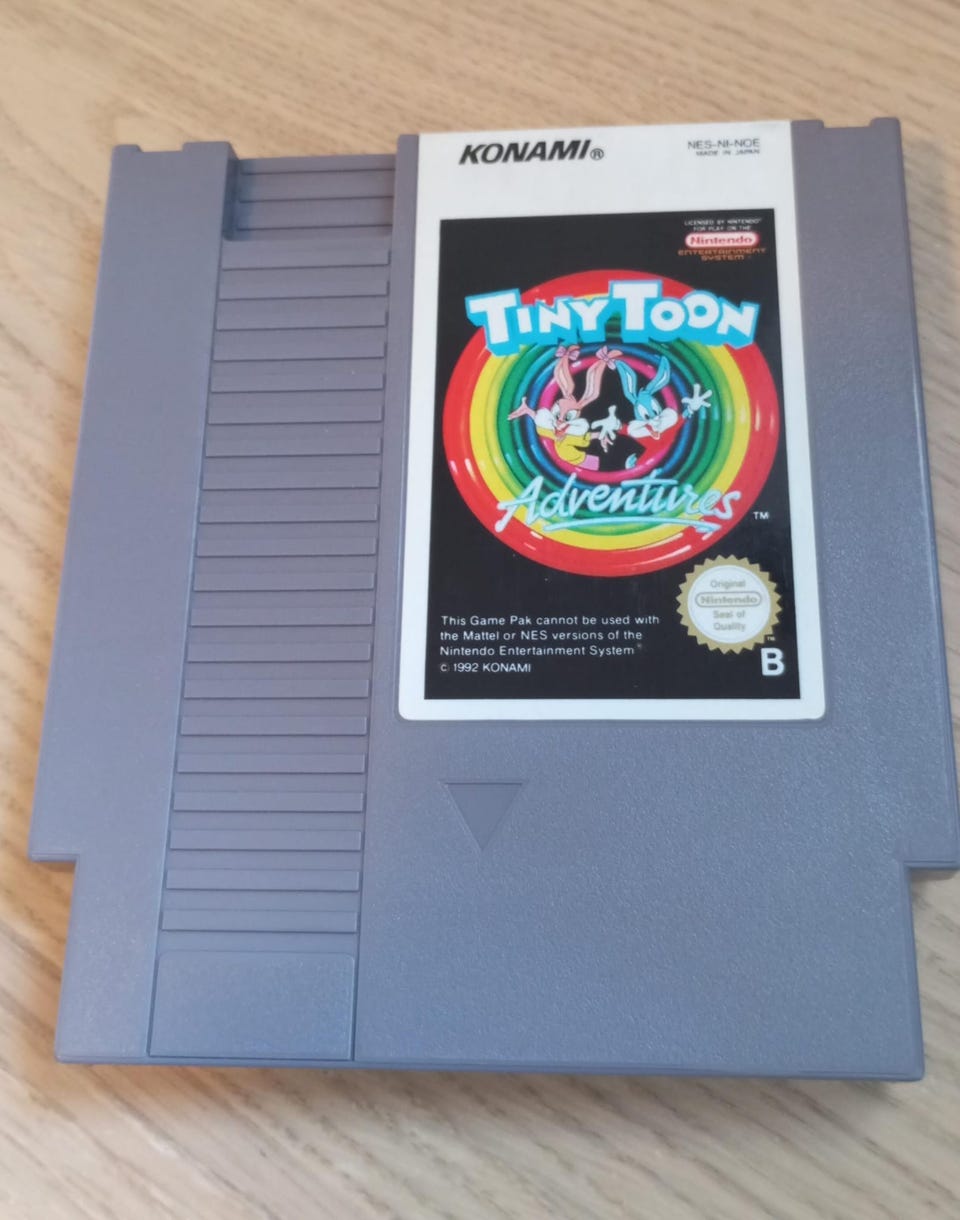 KONAMI®
NES-NI-NOE
MADE IN JAPAN
LICENSED BY NINTENDO™
FOR PLAY ON THE
Nintendo
ENTERTAINMENT
SYSTEM
TINY TOON
Adventures
TM
Original
Nintendo
Seal of
Quality
TM
This Game Pak cannot be used with
the Mattel or NES versions of the
Nintendo Entertainment System
© 1992 KONAMI
B